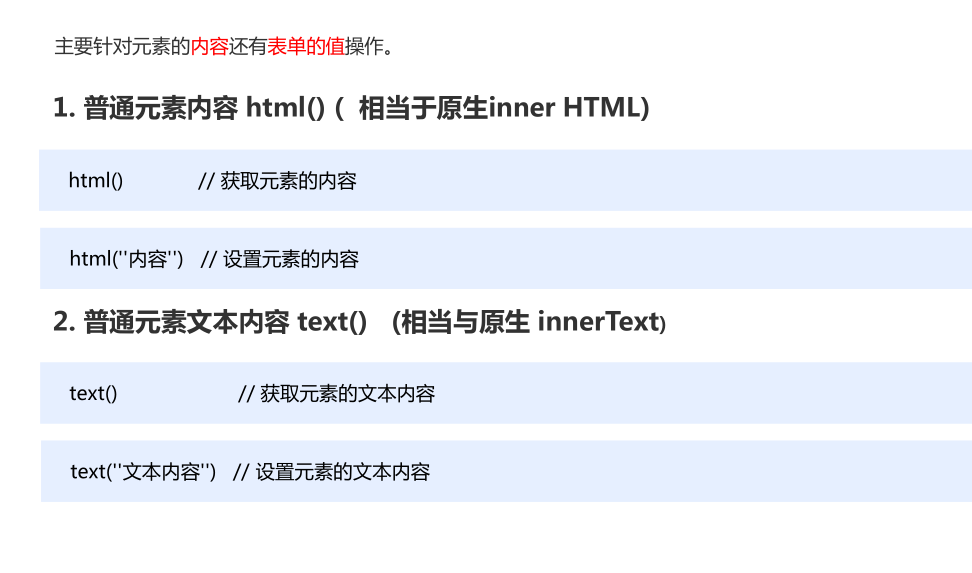 主要针对元素的内容还有表单的值操作。
1. 普通元素内容 html() ( 相当于原生inner HTML)
html() // 获取元素的内容
html(''内容'') // 设置元素的内容
2. 普通元素文本内容 text() (相当与原生 innerText)
text() // 获取元素的文本内容
text(''文本内容'') // 设置元素的文本内容